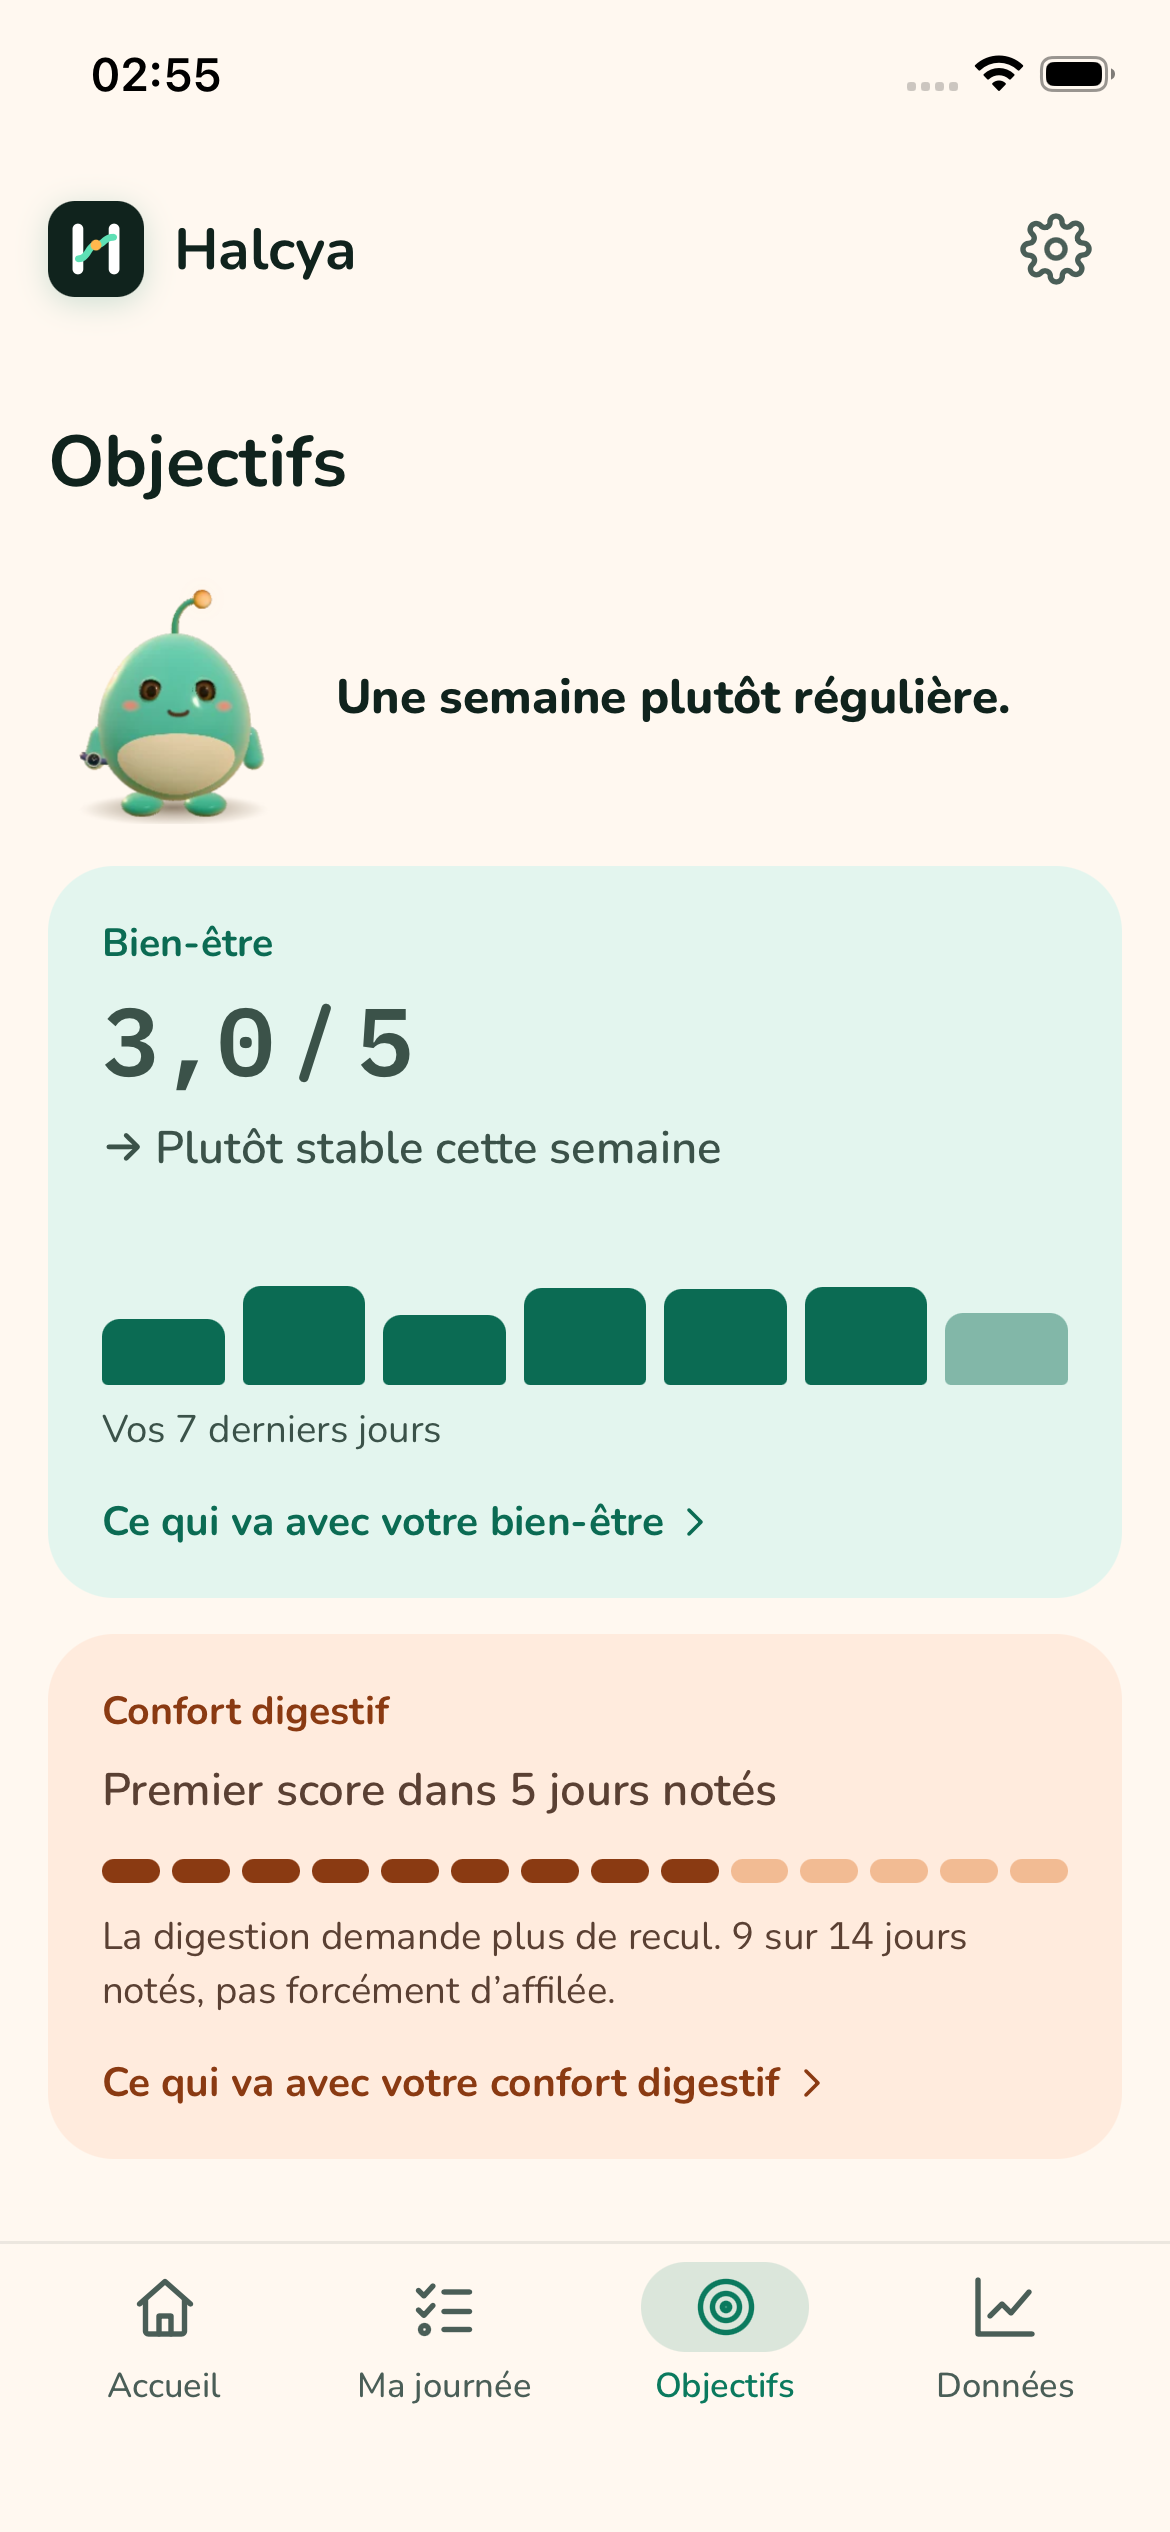 02:55
Halcya
Objectifs
Une semaine plutôt régulière.
Bien-être
3,0 / 5
→ Plutôt stable cette semaine
Vos 7 derniers jours
Ce qui va avec votre bien-être
Confort digestif
Premier score dans 5 jours notés
La digestion demande plus de recul. 9 sur 14 jours
notés, pas forcément d’affilée.
Ce qui va avec votre confort digestif
Accueil
Ma journée
Objectifs
Données